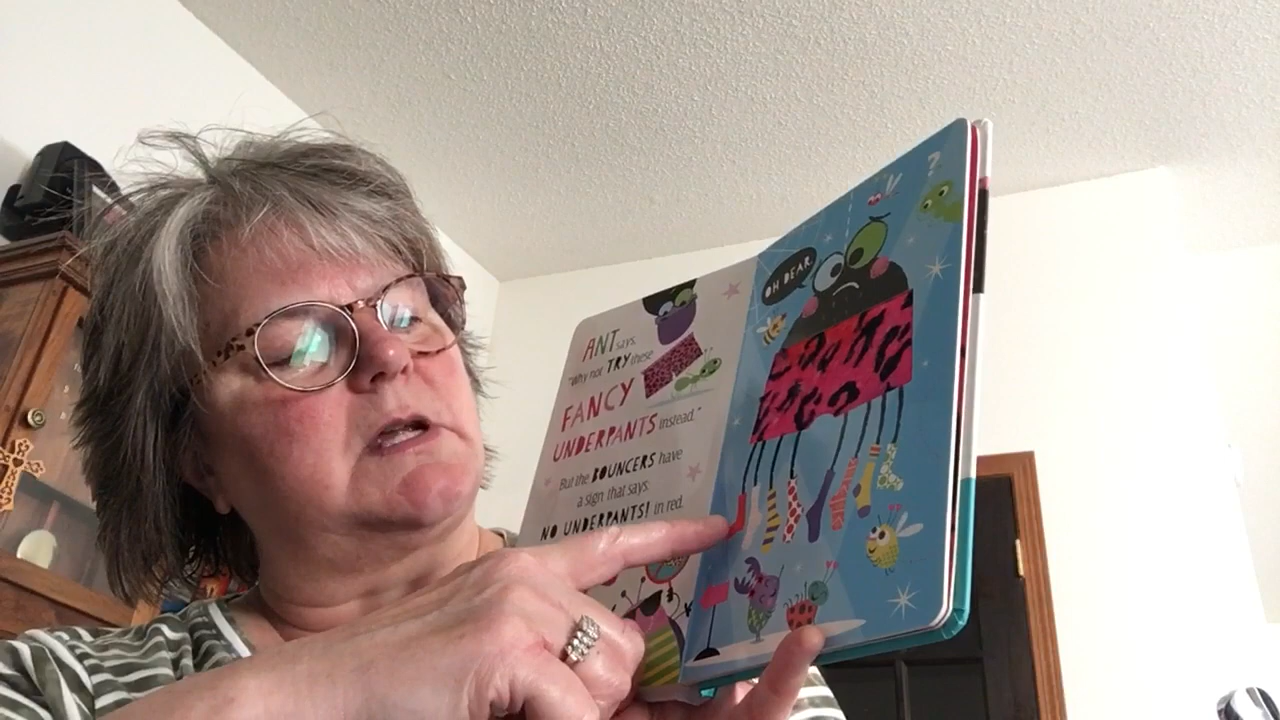 ANT says,
"Why not TRY these
FANCY
UNDERPANTS instead."
But the BOUNCERS have
a sign that says:
NO UNDERPANTS! in red.
OH DEAR.
?